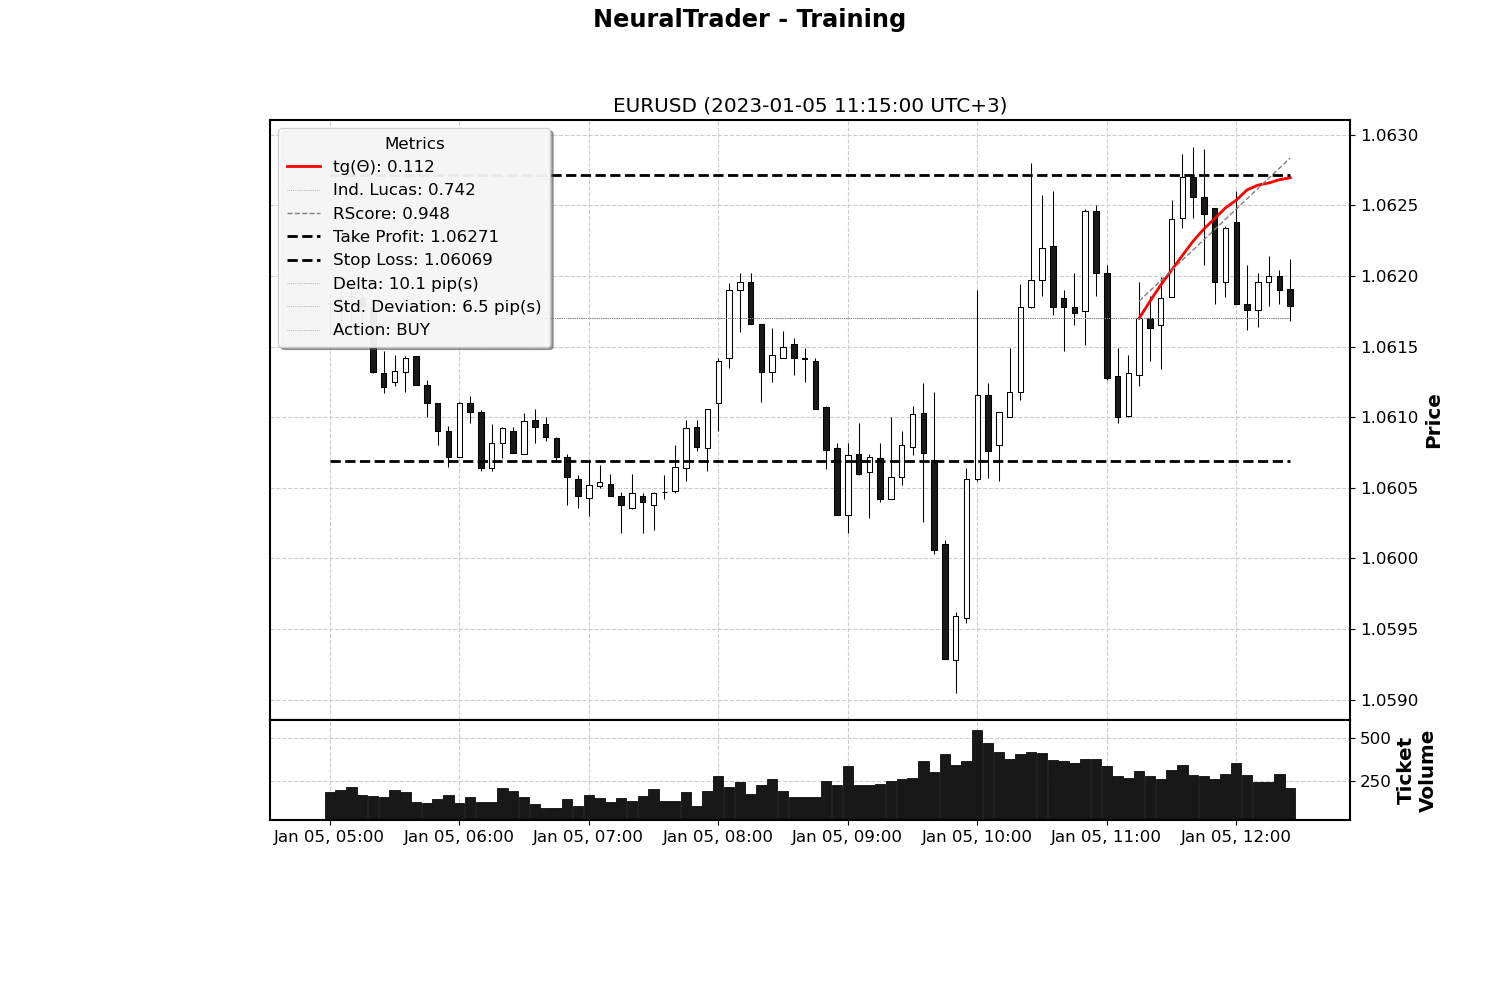 NeuralTrader - Training
EURUSD (2023-01-05 11:15:00 UTC+3)
Metrics
tg(Θ): 0.112
Ind. Lucas: 0.742
RScore: 0.948
Take Profit: 1.06271
Stop Loss: 1.06069
Delta: 10.1 pip(s)
Std. Deviation: 6.5 pip(s)
Action: BUY
1.0630
1.0625
1.0620
1.0615
1.0610
1.0605
1.0600
1.0595
1.0590
Price
500
250
Ticket
Volume
Jan 05, 05:00
Jan 05, 06:00
Jan 05, 07:00
Jan 05, 08:00
Jan 05, 09:00
Jan 05, 10:00
Jan 05, 11:00
Jan 05, 12:00